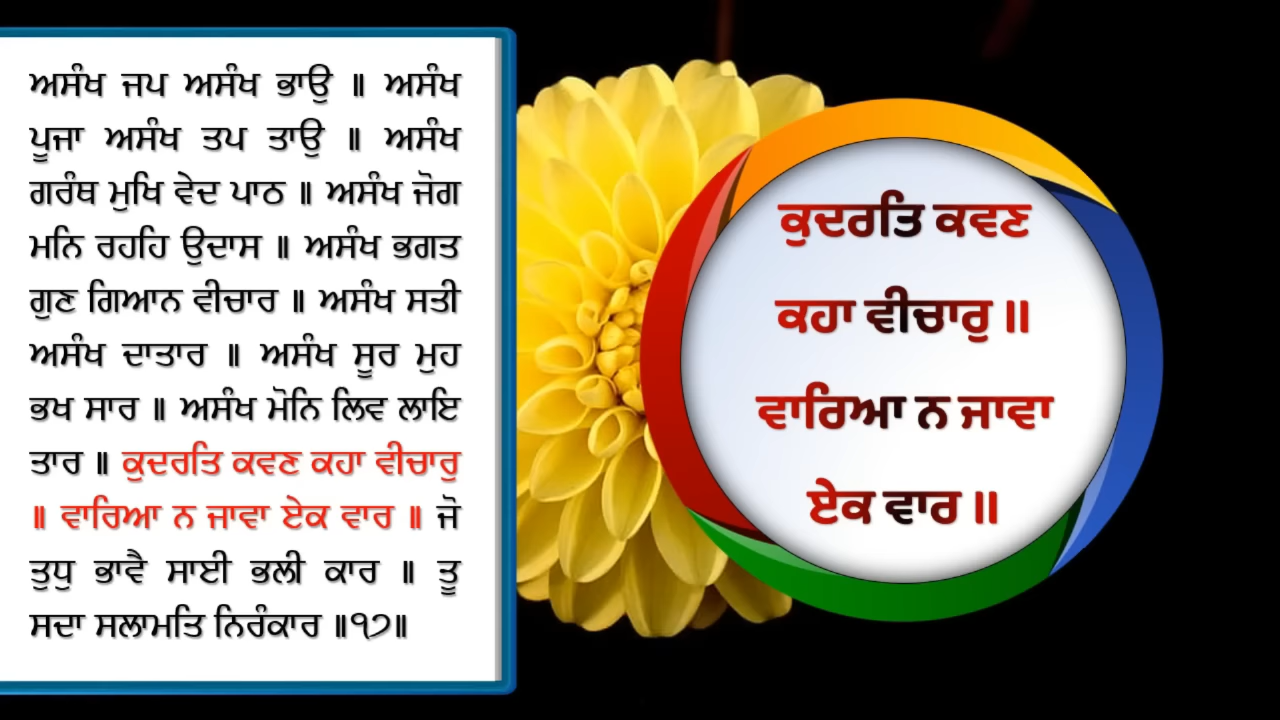 ਅਸੰਖ ਜਪ ਅਸੰਖ ਭਾਉ ॥ ਅਸੰਖ
ਪੂਜਾ ਅਸੰਖ ਤਪ ਤਾਉ ॥ ਅਸੰਖ
ਗਰੰਥ ਮੁਖਿ ਵੇਦ ਪਾਠ ॥ ਅਸੰਖ ਜੋਗ
ਮਨਿ ਰਹਹਿ ਉਦਾਸ ॥ ਅਸੰਖ ਭਗਤ
ਗੁਣ ਗਿਆਨ ਵੀਚਾਰ ॥ ਅਸੰਖ ਸਤੀ
ਅਸੰਖ ਦਾਤਾਰ ॥ ਅਸੰਖ ਸੂਰ ਮੁਹ
ਭਖ ਸਾਰ ॥ ਅਸੰਖ ਮੋਨਿ ਲਿਵ ਲਾਇ
ਤਾਰ ॥ ਕੁਦਰਤਿ ਕਵਣ ਕਹਾ ਵੀਚਾਰੁ
॥ ਵਾਰਿਆ ਨ ਜਾਵਾ ਏਕ ਵਾਰ ॥ ਜੋ
ਤੁਧੁ ਭਾਵੈ ਸਾਈ ਭਲੀ ਕਾਰ ॥ ਤੂ
ਸਦਾ ਸਲਾਮਤਿ ਨਿਰੰਕਾਰ ॥੧੭॥
ਕੁਦਰਤਿ ਕਵਣ
ਕਹਾ ਵੀਚਾਰੁ ॥
ਵਾਰਿਆ ਨ ਜਾਵਾ
ਏਕ ਵਾਰ ॥